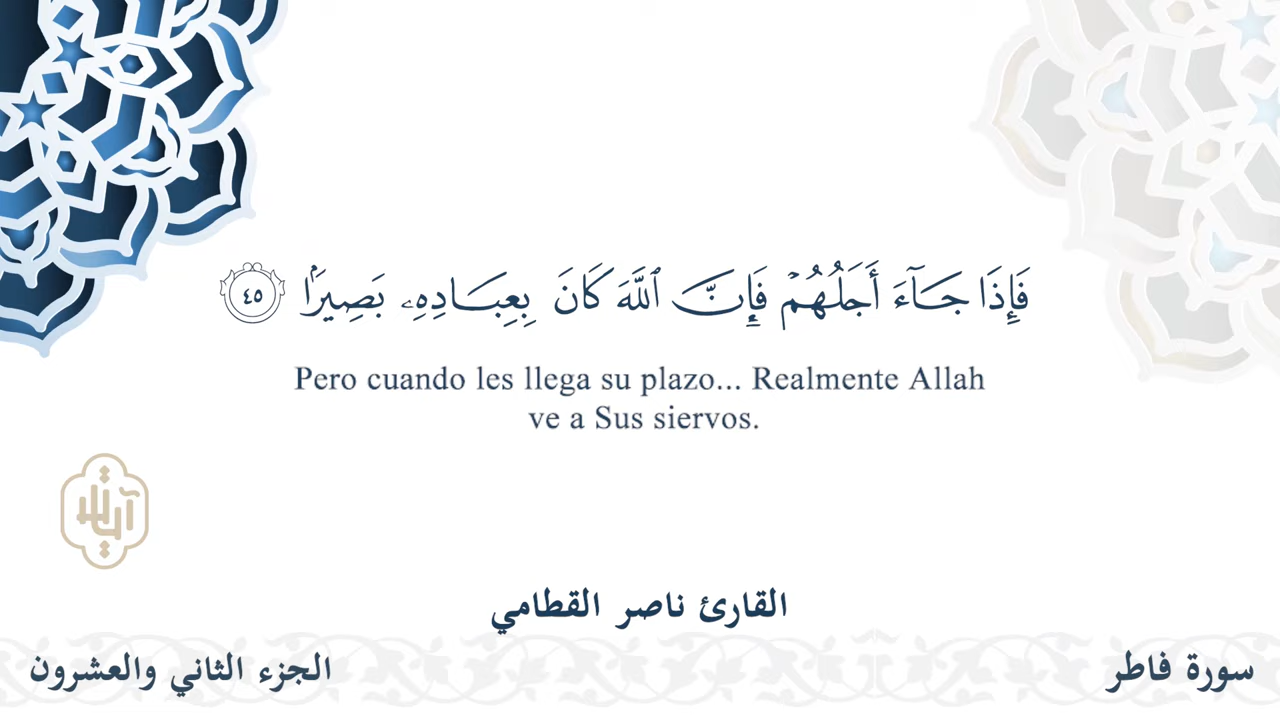 فَإِذَا جَآءَ أَجَلُهُمۡ فَإِنَّ ٱللَّهَ كَانَ بِعِبَادِهِۦ بَصِيرَۢا ٤٥
Pero cuando les llega su plazo... Realmente Allah
ve a Sus siervos.
القارئ ناصر القطامي
سورة فاطر
الجزء الثاني والعشرون